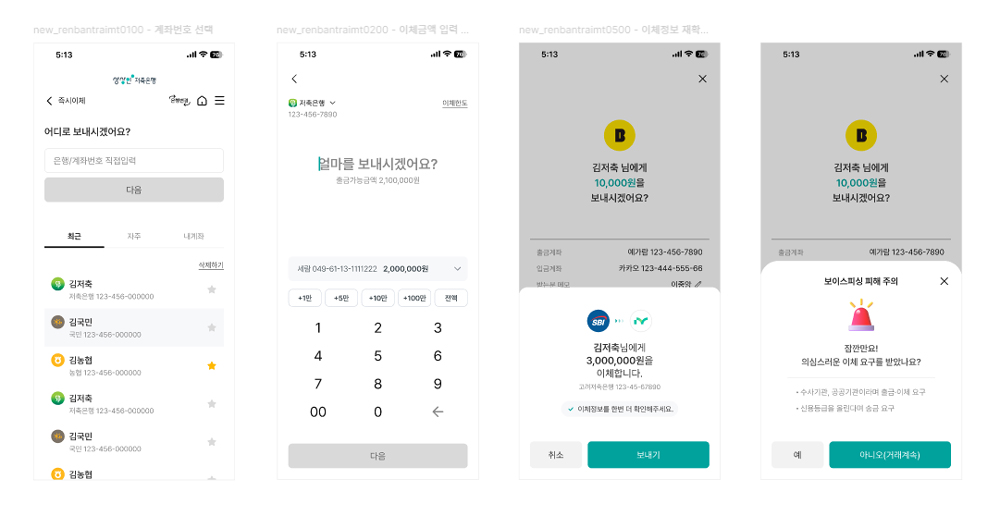 new_renbantraimt0100 - 계좌번호 선택
5:13
상상인 저축은행
즉시이체
어디로 보내시겠어요?
은행/계좌번호 직접입력
다음
최근
자주
내계좌
삭제하기
김저축
저축은행 123-456-000000
김국민
국민 123-456-000000
김농협
농협 123-456-000000
김저축
저축은행 123-456-000000
김국민
국민 123-456-000000
김농협
new_renbantraimt0200 - 이체금액 입력 ...
5:13
저축은행
이체한도
123-456-7890
얼마를 보내시겠어요?
출금가능금액 2,100,000원
세람 049-61-13-1111222 2,000,000원
+1만
+5만
+10만
+100만
전액
1 2 3
4 5 6
7 8 9
00 0
다음
new_renbantraimt0500 - 이체정보 재확...
5:13
B
김저축 님에게
10,000원을
보내시겠어요?
출금계좌
예가람 123-456-7890
입금계좌
카카오 123-444-555-66
받는분 메모
이중앙
SBI
김저축님에게
3,000,000원을
이체합니다.
고려저축은행 123-45-67890
이체정보를 한번 더 확인해주세요.
취소
보내기
5:13
B
김저축 님에게
10,000원을
보내시겠어요?
출금계좌
예가람 123-456-7890
보이스피싱 피해 주의
잠깐만요!
의심스러운 이체 요구를 받았나요?
• 수사기관, 공공기관이라며 출금·이체 요구
• 신용등급을 올린다며 송금 요구
예
아니오(거래계속)